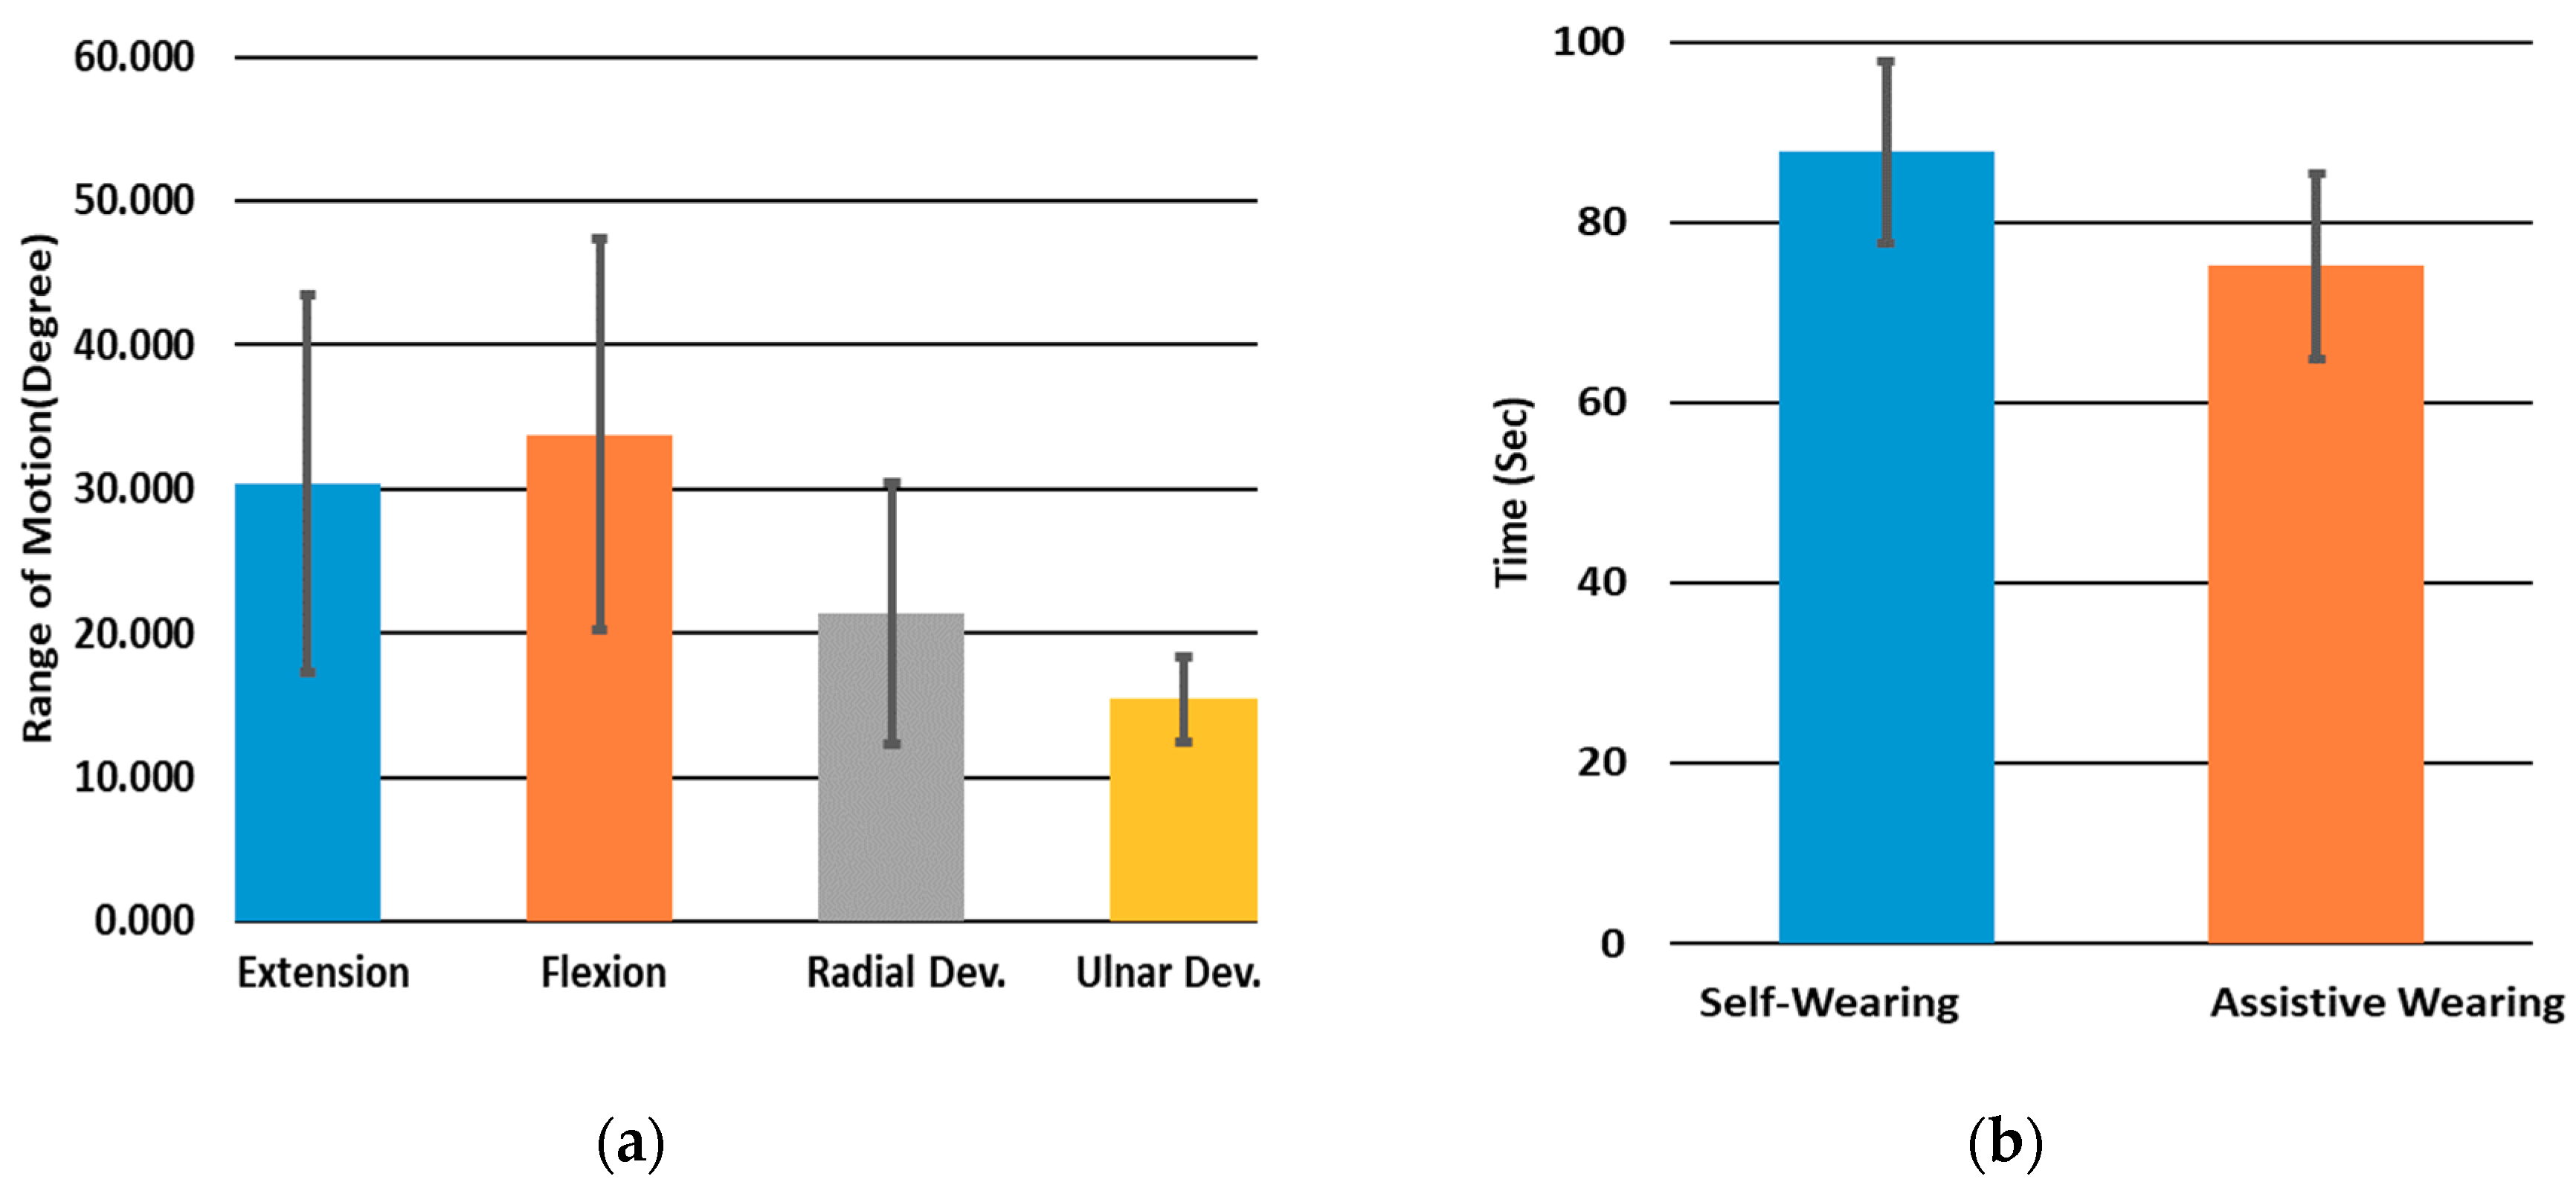 60.000
50.000
40.000
30.000
20.000
10.000
0.000
Range of Motion(Degree)
Extension Flexion Radial Dev. Ulnar Dev.
(a)
100
80
60
40
20
0
Time (Sec)
Self-Wearing Assistive Wearing
(b)